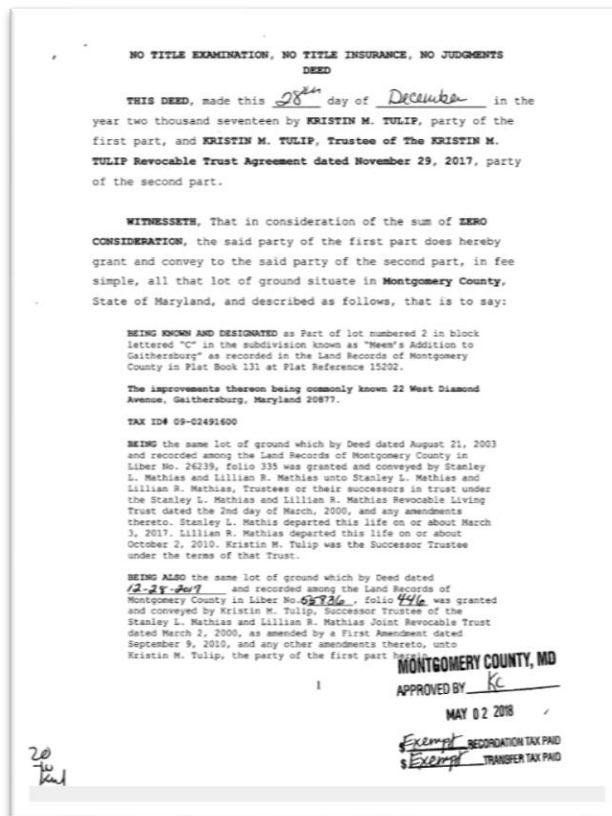 NO TITLE EXAMINATION, NO TITLE INSURANCE, NO JUDGMENTS
DEED
THIS DEED, made this 28th day of December in the
year two thousand seventeen by KRISTIN M. TULIP, party of the
first part, and KRISTIN M. TULIP, Trustee of The KRISTIN M.
TULIP Revocable Trust Agreement dated November 29, 2017, party
of the second part.
WITNESSETH, That in consideration of the sum of ZERO
CONSIDERATION, the said party of the first part does hereby
grant and convey to the said party of the second part, in fee
simple, all that lot of ground situate in Montgomery County,
State of Maryland, and described as follows, that is to say:
BEING KNOWN AND DESIGNATED as Part of lot numbered 2 in block
lettered "C" in the subdivision known as "Meem's Addition to
Gaithersburg" as recorded in the Land Records of Montgomery
County in Plat Book 131 at Plat Reference 15202.
The improvements thereon being commonly known 22 West Diamond
Avenue, Gaithersburg, Maryland 20877.
TAX ID# 09-02491600
BEING the same lot of ground which by Deed dated August 21, 2003
and recorded among the Land Records of Montgomery County in
Liber No. 26239, folio 335 was granted and conveyed by Stanley
L. Mathias and Lillian R. Mathias unto Stanley L. Mathias and
Lillian R. Mathias, Trustees or their successors in trust under
the Stanley L. Mathias and Lillian R. Mathias Revocable Living
Trust dated the 2nd day of March, 2000, and any amendments
thereto. Stanley L. Mathis departed this life on or about March
3, 2017. Lillian R. Mathias departed this life on or about
October 2, 2010. Kristin M. Tulip was the Successor Trustee
under the terms of that Trust.
BEING ALSO the same lot of ground which by Deed dated
12-28-2017 and recorded among the Land Records of
Montgomery County in Liber No. 55836, folio 446 was granted
and conveyed by Kristin M. Tulip, Successor Trustee of the
Stanley L. Mathias and Lillian R. Mathias Joint Revocable Trust
dated March 2, 2000, as amended by a First Amendment dated
September 9, 2010, and any other amendments thereto, unto
Kristin M. Tulip, the party of the first part herein.
1
MONTGOMERY COUNTY, MD
APPROVED BY KC
MAY 02 2018
$ Exempt RECORDATION TAX PAID
$ Exempt TRANSFER TAX PAID
20